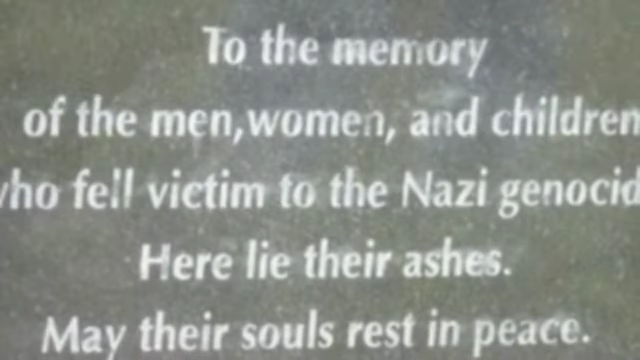 To the memory
of the men,women, and children
who fell victim to the Nazi genocid
Here lie their ashes.
May their souls rest in peace.